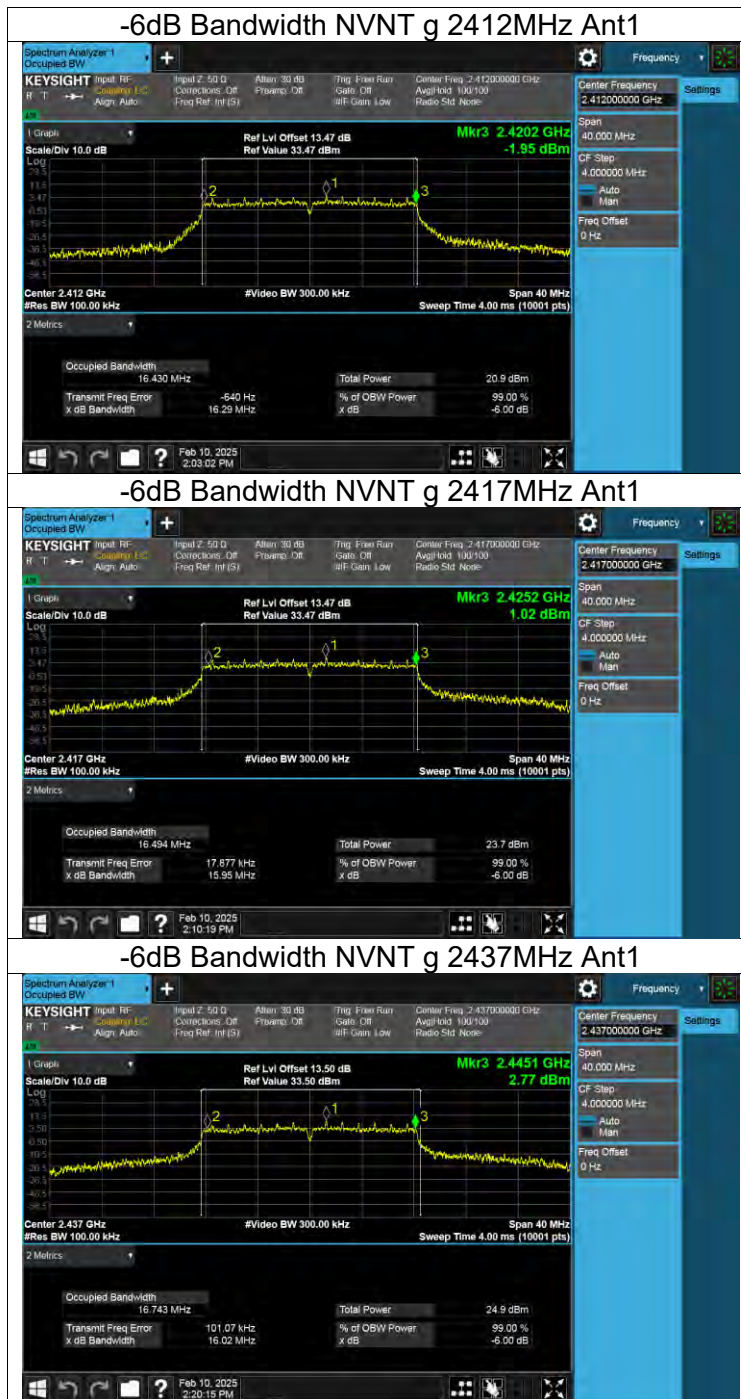 -6dB Bandwidth NVNT g 2412MHz Ant1
Spectrum Analyzer 1
Occupied BW
+
Frequency
KEYSIGHT Input: RF Input Z: 50 Ω Atten: 30 dB Trig: Free Run Center Freq: 2.412000000 GHz
R T Coupling: DC Corrections: Off Preamp: Off Gate: Off Avg|Hold: 100/100
Align: Auto Freq Ref: Int (S) #IF Gain: Low Radio Std: None
Center Frequency
2.412000000 GHz
Settings
Span
40.000 MHz
CF Step
4.000000 MHz
Auto
Man
Freq Offset
0 Hz
1 Graph
Scale/Div 10.0 dB
Ref Lvl Offset 13.47 dB
Ref Value 33.47 dBm
Mkr3 2.4202 GHz
-1.95 dBm
Log
2 1 3
Center 2.412 GHz #Video BW 300.00 kHz Span 40 MHz
#Res BW 100.00 kHz Sweep Time 4.00 ms (10001 pts)
2 Metrics
Occupied Bandwidth
16.430 MHz Total Power 20.9 dBm
Transmit Freq Error -640 Hz % of OBW Power 99.00 %
x dB Bandwidth 16.29 MHz x dB -6.00 dB
? Feb 10, 2025
2:03:02 PM
-6dB Bandwidth NVNT g 2417MHz Ant1
Spectrum Analyzer 1
Occupied BW
+
Frequency
KEYSIGHT Input: RF Input Z: 50 Ω Atten: 30 dB Trig: Free Run Center Freq: 2.417000000 GHz
R T Coupling: DC Corrections: Off Preamp: Off Gate: Off Avg|Hold: 100/100
Align: Auto Freq Ref: Int (S) #IF Gain: Low Radio Std: None
Center Frequency
2.417000000 GHz
Settings
Span
40.000 MHz
CF Step
4.000000 MHz
Auto
Man
Freq Offset
0 Hz
1 Graph
Scale/Div 10.0 dB
Ref Lvl Offset 13.47 dB
Ref Value 33.47 dBm
Mkr3 2.4252 GHz
1.02 dBm
Log
2 1 3
Center 2.417 GHz #Video BW 300.00 kHz Span 40 MHz
#Res BW 100.00 kHz Sweep Time 4.00 ms (10001 pts)
2 Metrics
Occupied Bandwidth
16.494 MHz Total Power 23.7 dBm
Transmit Freq Error 17.877 kHz % of OBW Power 99.00 %
x dB Bandwidth 15.95 MHz x dB -6.00 dB
? Feb 10, 2025
2:10:19 PM
-6dB Bandwidth NVNT g 2437MHz Ant1
Spectrum Analyzer 1
Occupied BW
+
Frequency
KEYSIGHT Input: RF Input Z: 50 Ω Atten: 30 dB Trig: Free Run Center Freq: 2.437000000 GHz
R T Coupling: DC Corrections: Off Preamp: Off Gate: Off Avg|Hold: 100/100
Align: Auto Freq Ref: Int (S) #IF Gain: Low Radio Std: None
Center Frequency
2.437000000 GHz
Settings
Span
40.000 MHz
CF Step
4.000000 MHz
Auto
Man
Freq Offset
0 Hz
1 Graph
Scale/Div 10.0 dB
Ref Lvl Offset 13.50 dB
Ref Value 33.50 dBm
Mkr3 2.4451 GHz
2.77 dBm
Log
2 1 3
Center 2.437 GHz #Video BW 300.00 kHz Span 40 MHz
#Res BW 100.00 kHz Sweep Time 4.00 ms (10001 pts)
2 Metrics
Occupied Bandwidth
16.743 MHz Total Power 24.9 dBm
Transmit Freq Error 101.07 kHz % of OBW Power 99.00 %
x dB Bandwidth 16.02 MHz x dB -6.00 dB
? Feb 10, 2025
2:20:15 PM